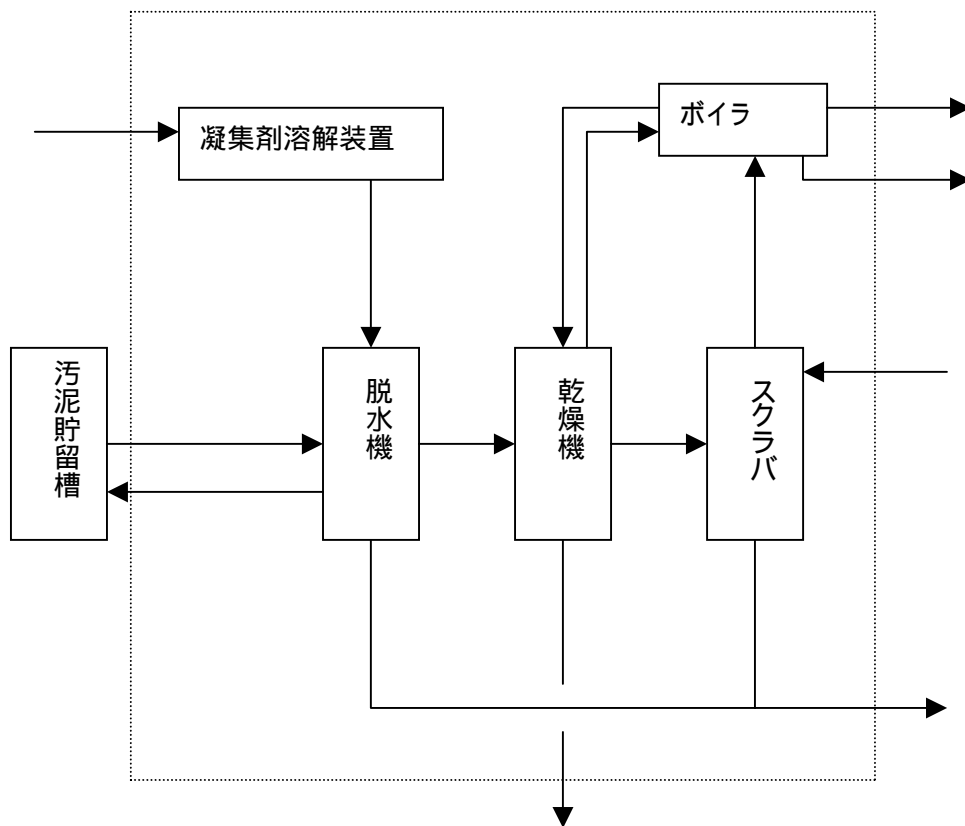 ボイラ
凝集剤溶解装置
汚泥貯留槽
脱水機
乾燥機
スクラバ